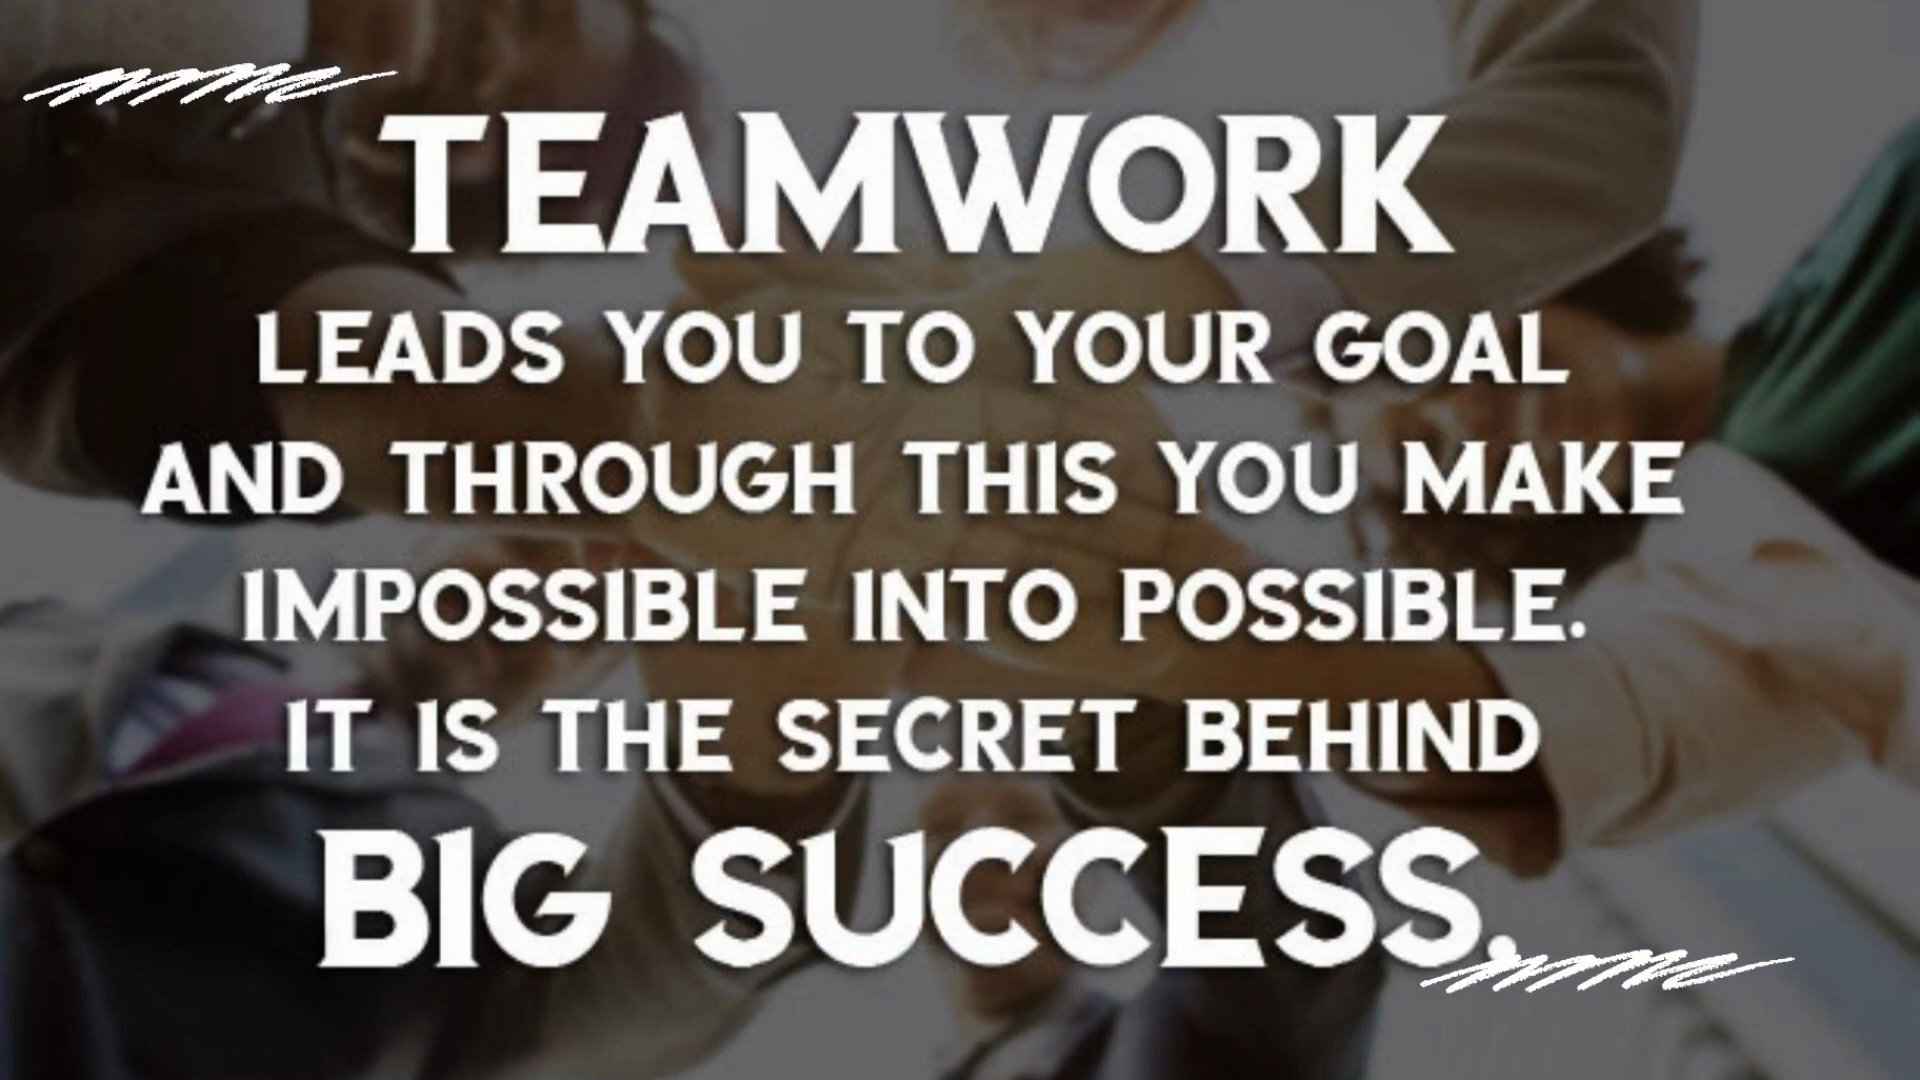 TEAMWORK
LEADS YOU TO YOUR GOAL
AND THROUGH THIS YOU MAKE
IMPOSSIBLE INTO POSSIBLE.
IT IS THE SECRET BEHIND
BIG SUCCESS.